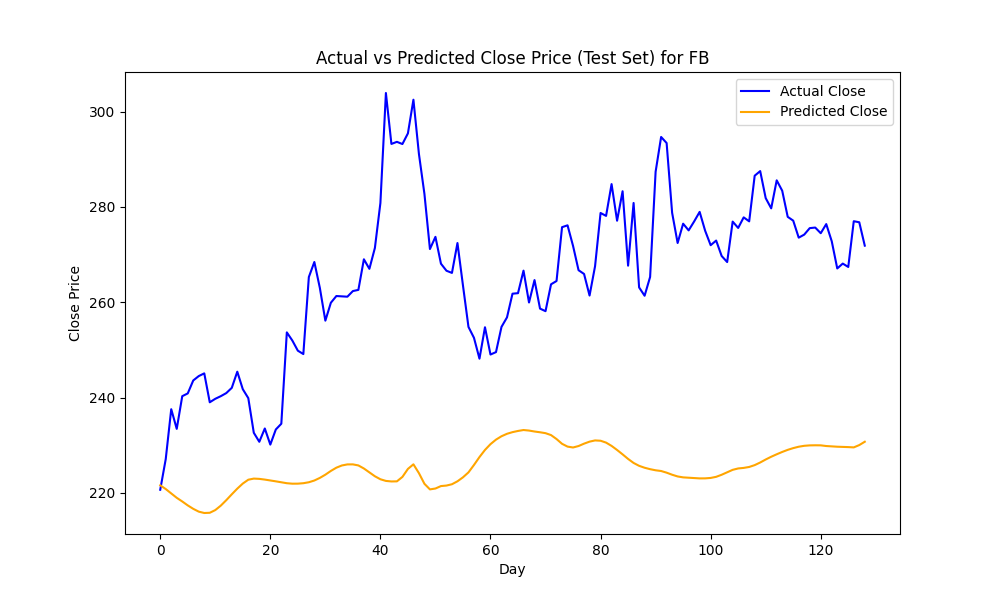 Actual vs Predicted Close Price (Test Set) for FB
Actual Close
Predicted Close
300
280
260
240
220
Close Price
0 20 40 60 80 100 120
Day